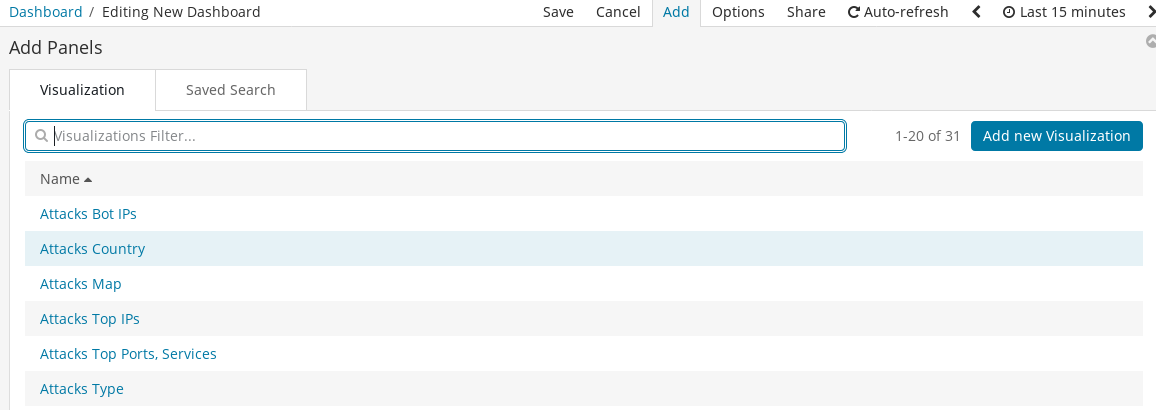 Dashboard / Editing New Dashboard Save Cancel Add Options Share Auto-refresh Last 15 minutes
Add Panels
Visualization Saved Search
Visualizations Filter... 1-20 of 31 Add new Visualization
Name
Attacks Bot IPs
Attacks Country
Attacks Map
Attacks Top IPs
Attacks Top Ports, Services
Attacks Type